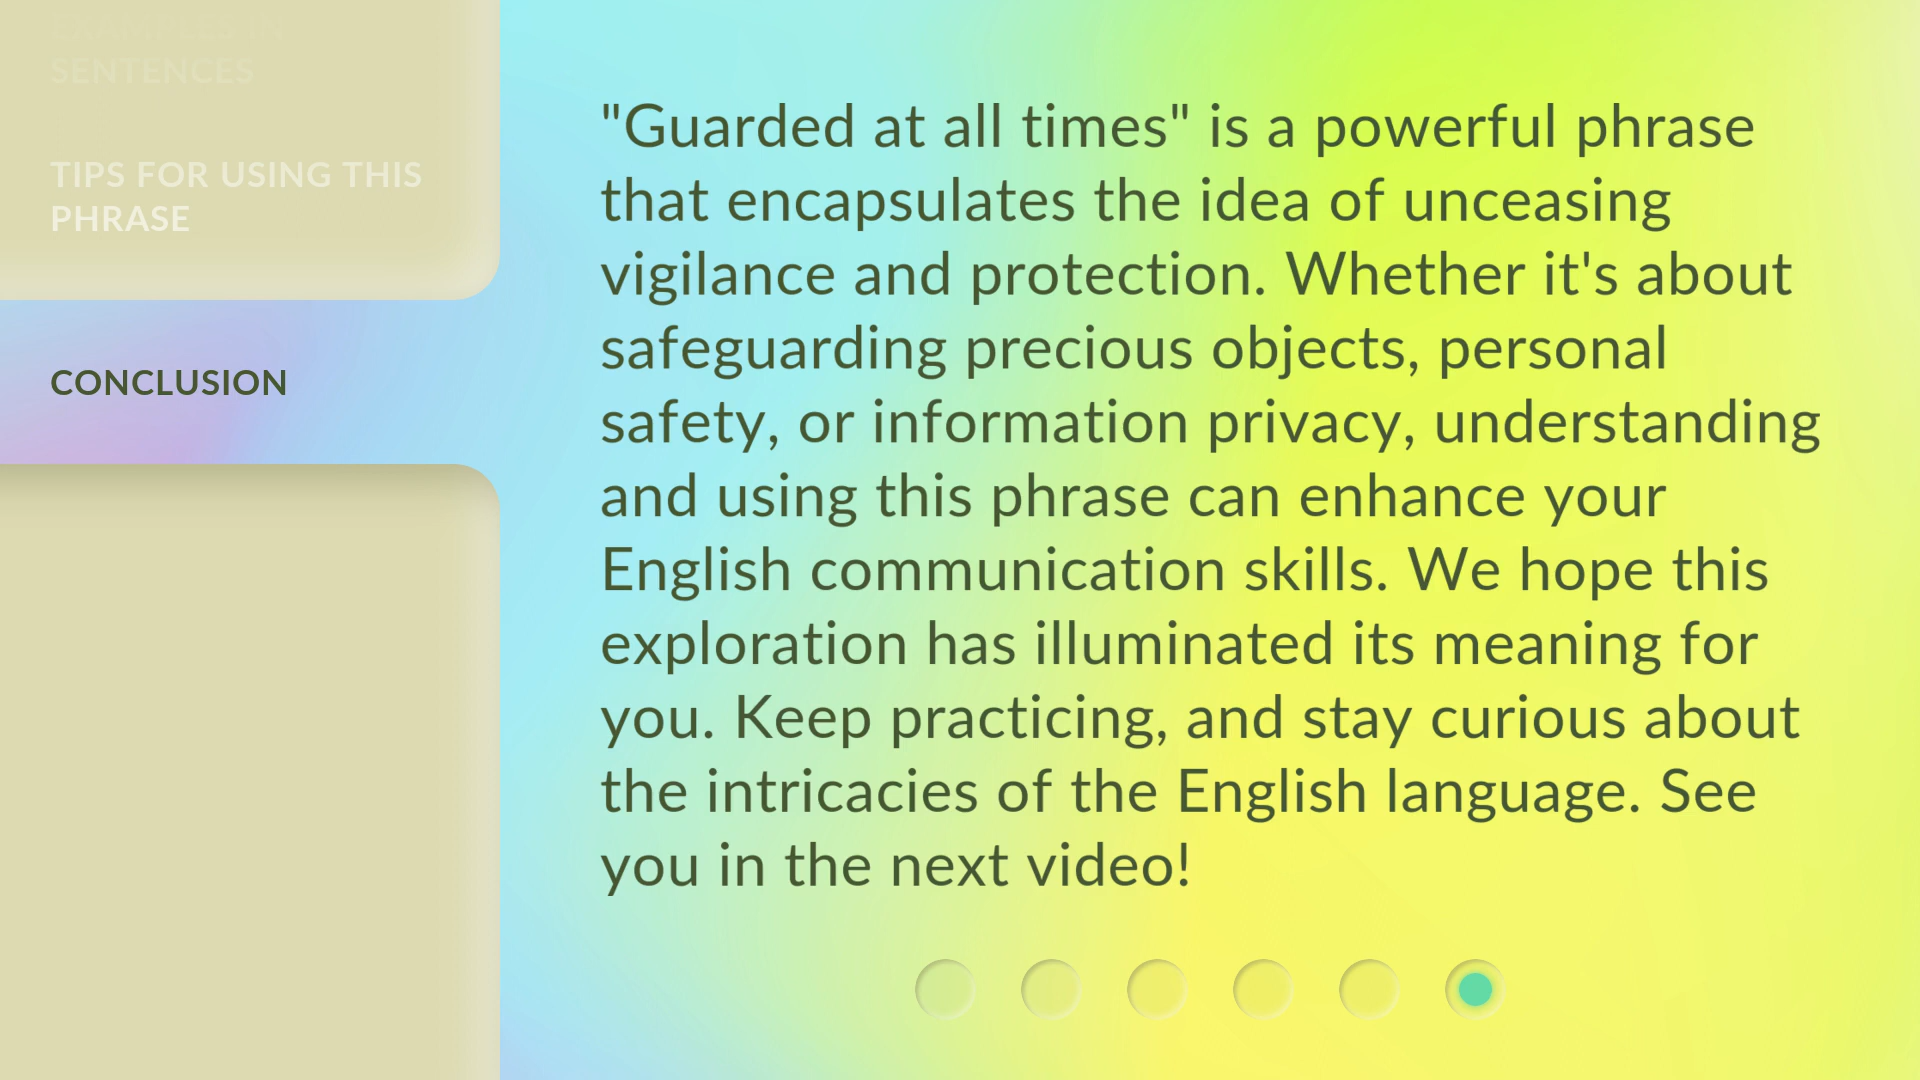 EXAMPLES IN
SENTENCES
TIPS FOR USING THIS
PHRASE
CONCLUSION
"Guarded at all times" is a powerful phrase
that encapsulates the idea of unceasing
vigilance and protection. Whether it's about
safeguarding precious objects, personal
safety, or information privacy, understanding
and using this phrase can enhance your
English communication skills. We hope this
exploration has illuminated its meaning for
you. Keep practicing, and stay curious about
the intricacies of the English language. See
you in the next video!